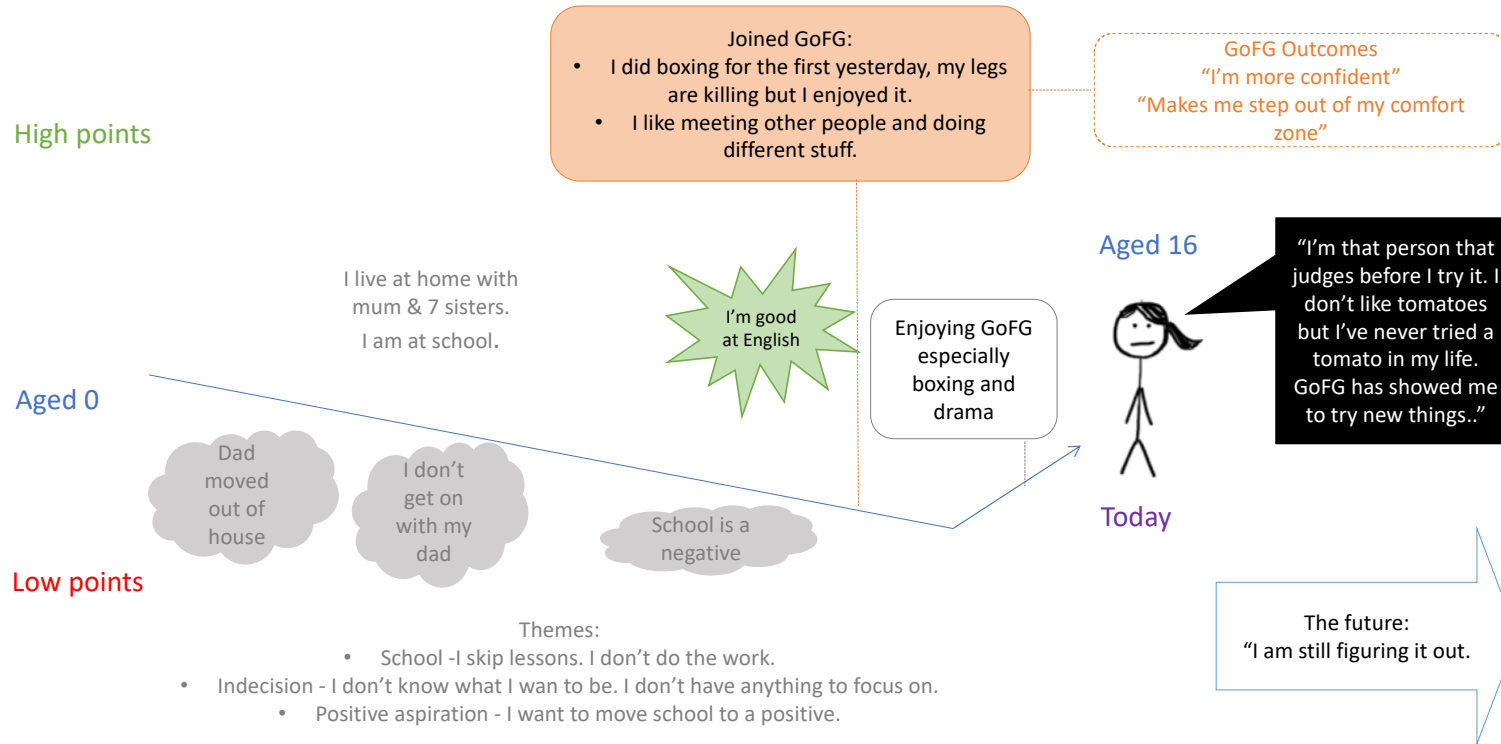 Joined GoFG:
• I did boxing for the first yesterday, my legs
are killing but I enjoyed it.
• I like meeting other people and doing
different stuff.
GoFG Outcomes
“I’m more confident”
“Makes me step out of my comfort
zone”
High points
Aged 16
“I’m that person that
judges before I try it. I
don’t like tomatoes
but I’ve never tried a
tomato in my life.
GoFG has showed me
to try new things..”
I live at home with
mum & 7 sisters.
I am at school.
I’m good
at English
Enjoying GoFG
especially
boxing and
drama
Aged 0
Dad
moved
out of
house
I don’t
get on
with my
dad
School is a
negative
Today
Low points
The future:
“I am still figuring it out.
Themes:
• School -I skip lessons. I don’t do the work.
• Indecision - I don’t know what I wan to be. I don’t have anything to focus on.
• Positive aspiration - I want to move school to a positive.